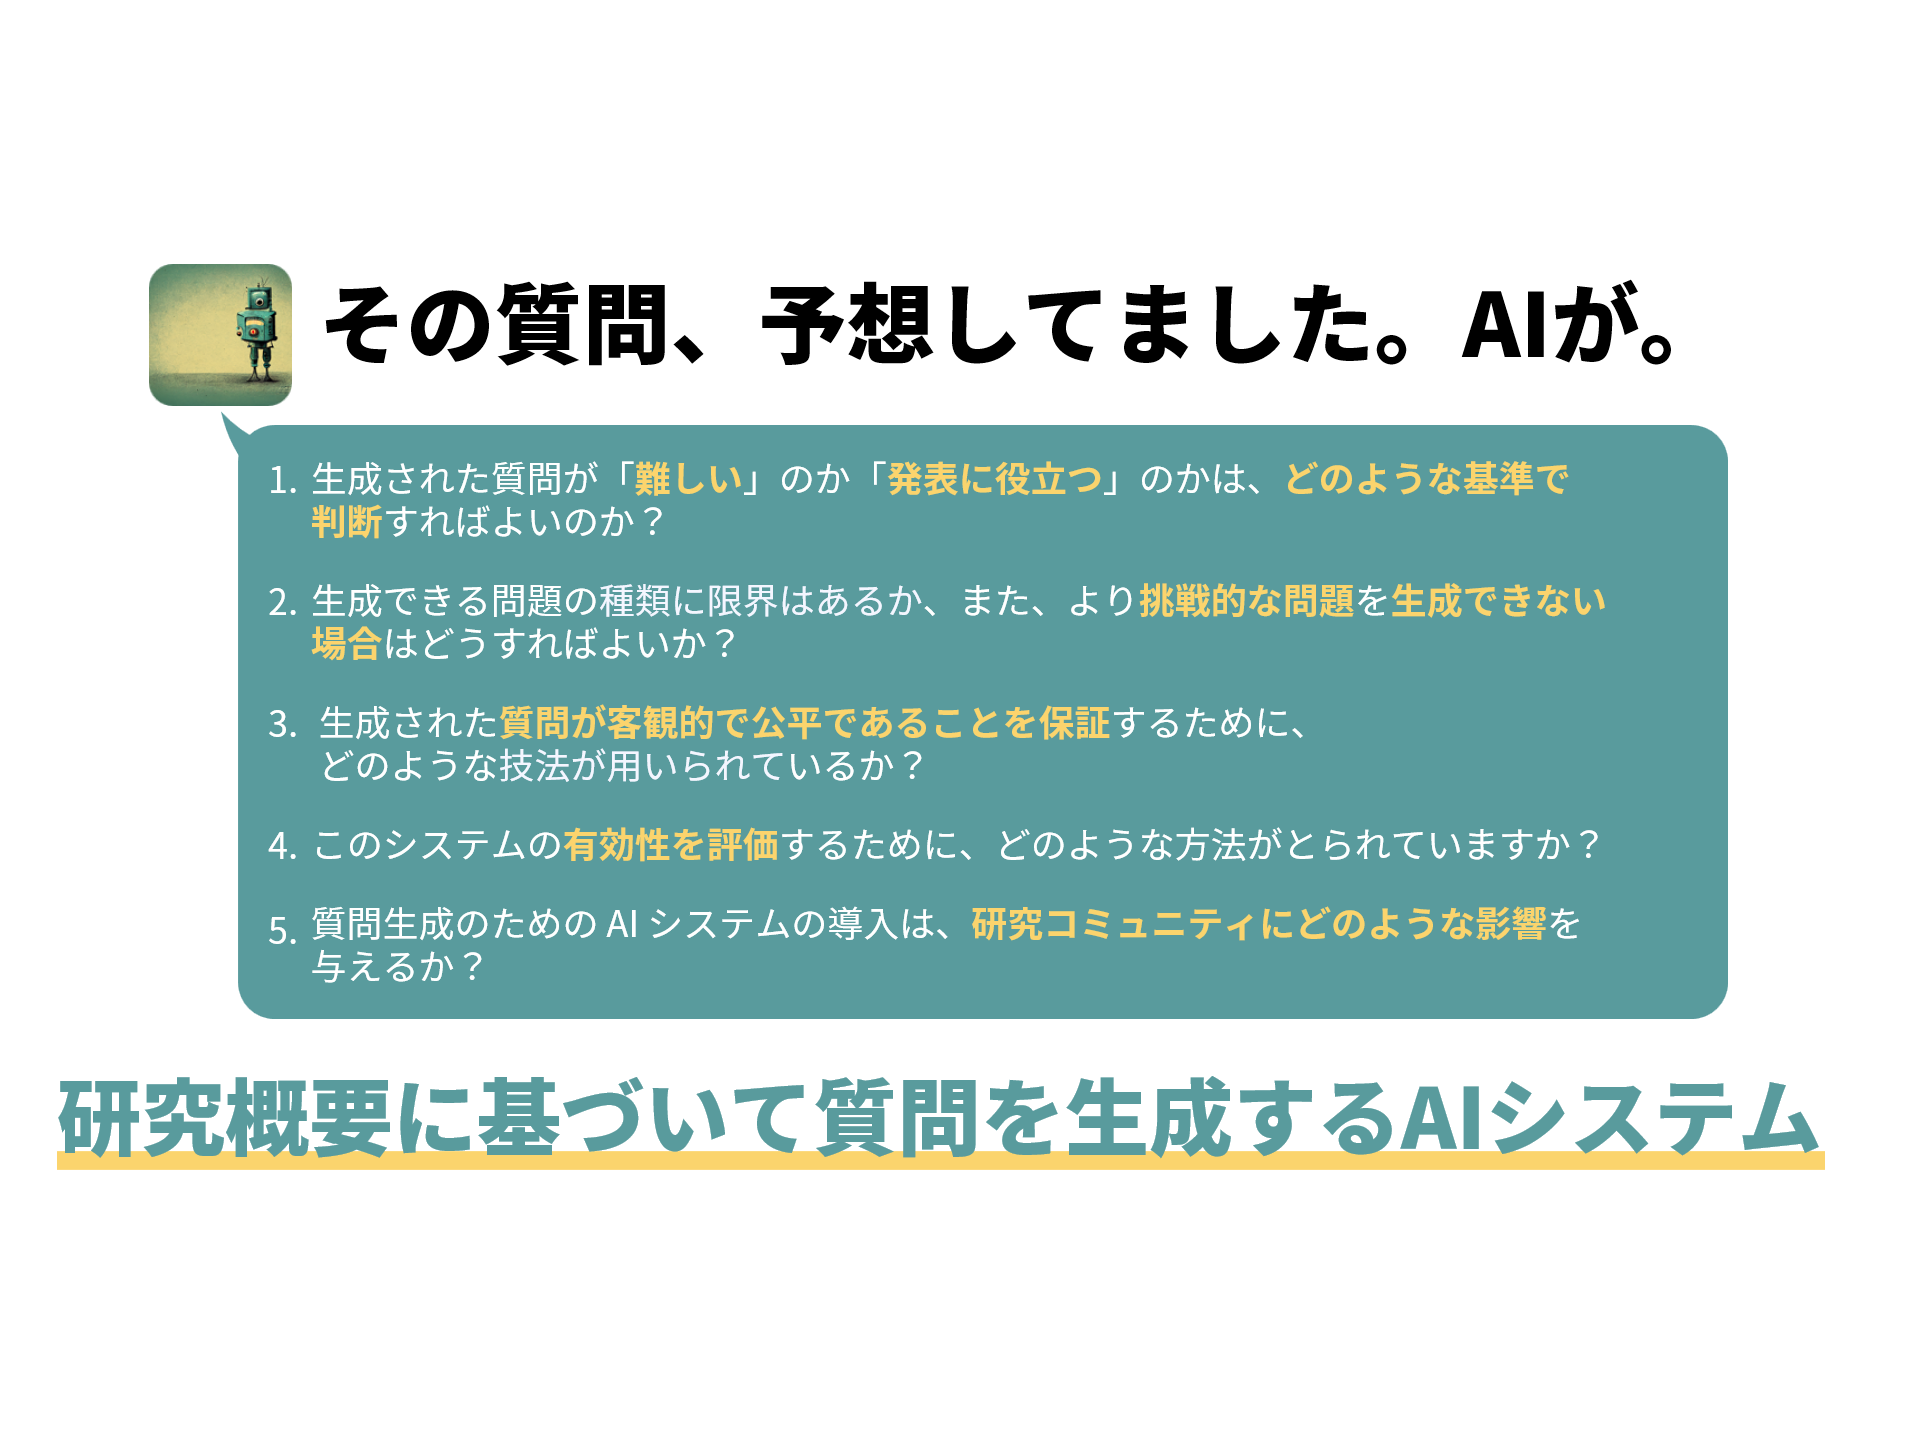 その質問、予想してました。AIが。
1. 生成された質問が「難しい」のか「発表に役立つ」のかは、どのような基準で
判断すればよいのか？
2. 生成できる問題の種類に限界はあるか、また、より挑戦的な問題を生成できない
場合はどうすればよいか？
3. 生成された質問が客観的で公平であることを保証するために、
どのような技法が用いられているか？
4. このシステムの有効性を評価するために、どのような方法がとられていますか？
5. 質問生成のための AI システムの導入は、研究コミュニティにどのような影響を
与えるか？
研究概要に基づいて質問を生成するAIシステム